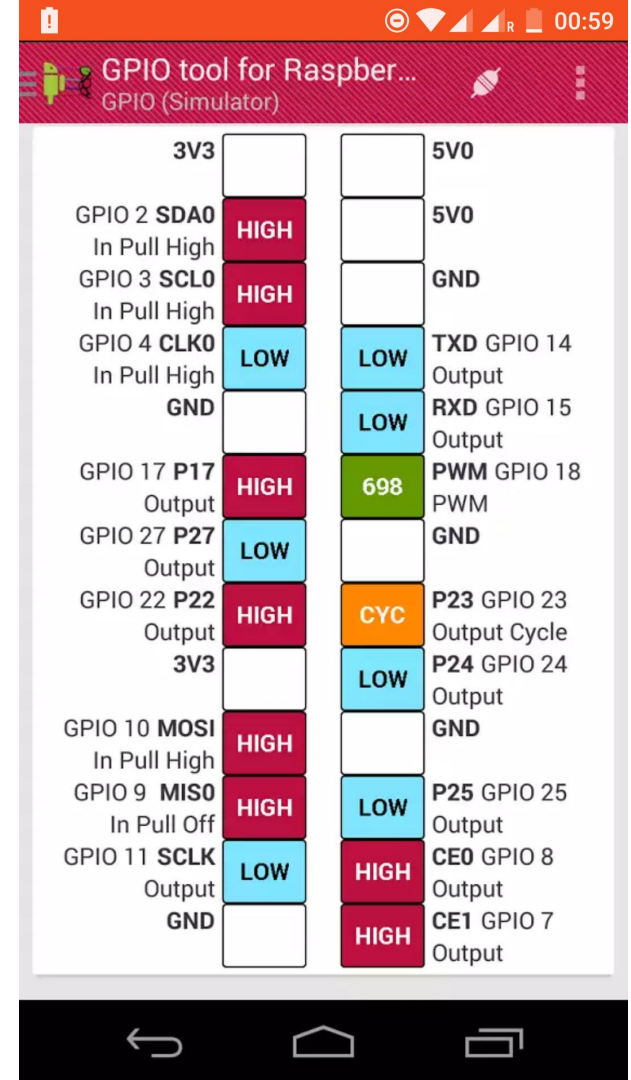 R 00:59
GPIO tool for Raspber...
GPIO (Simulator)
3V3 5V0
GPIO 2 SDA0 HIGH 5V0
In Pull High
GPIO 3 SCL0 HIGH GND
In Pull High
GPIO 4 CLK0 LOW LOW TXD GPIO 14
In Pull High Output
GND LOW RXD GPIO 15
Output
GPIO 17 P17 HIGH 698 PWM GPIO 18
Output PWM
GPIO 27 P27 LOW GND
Output
GPIO 22 P22 HIGH CYC P23 GPIO 23
Output Output Cycle
3V3 LOW P24 GPIO 24
Output
GPIO 10 MOSI HIGH GND
In Pull High
GPIO 9 MIS0 HIGH LOW P25 GPIO 25
In Pull Off Output
GPIO 11 SCLK LOW HIGH CE0 GPIO 8
Output Output
GND HIGH CE1 GPIO 7
Output